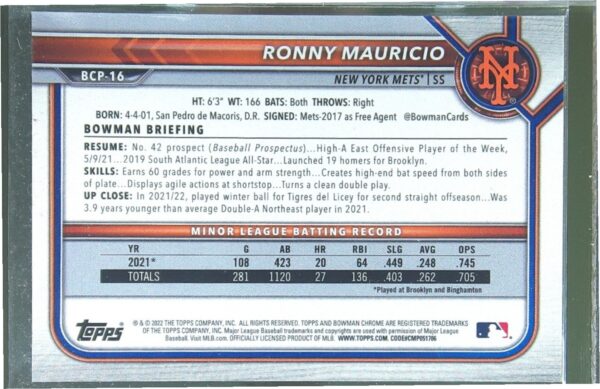 RONNY MAURICIO
BCP-16
NEW YORK METS | SS
NY
HT: 6'3" WT: 166 BATS: Both THROWS: Right
BORN: 4-4-01, San Pedro de Macoris, D.R. SIGNED: Mets-2017 as Free Agent @BowmanCards
BOWMAN BRIEFING
RESUME: No. 42 prospect (Baseball Prospectus)...High-A East Offensive Player of the Week,
5/9/21...2019 South Atlantic League All-Star...Launched 19 homers for Brooklyn.
SKILLS: Earns 60 grades for power and arm strength...Creates high-end bat speed from both sides
of plate...Displays agile actions at shortstop...Turns a clean double play.
UP CLOSE: In 2021/22, played winter ball for Tigres del Licey for second straight offseason...Was
3.9 years younger than average Double-A Northeast player in 2021.
MINOR LEAGUE BATTING RECORD
YR G AB HR RBI SLG AVG OPS
2021* 108 423 20 64 .449 .248 .745
TOTALS 281 1120 27 136 .403 .262 .705
*Played at Brooklyn and Binghamton
Topps
® & © 2022 THE TOPPS COMPANY, INC. ALL RIGHTS RESERVED. TOPPS AND BOWMAN CHROME ARE REGISTERED TRADEMARKS
OF THE TOPPS COMPANY, INC. Major League Baseball trademarks and copyrights are used with permission of Major League
Baseball. Visit MLB.com. OFFICIALLY LICENSED PRODUCT OF MLB. WWW.TOPPS.COM. CODE#CMP051706